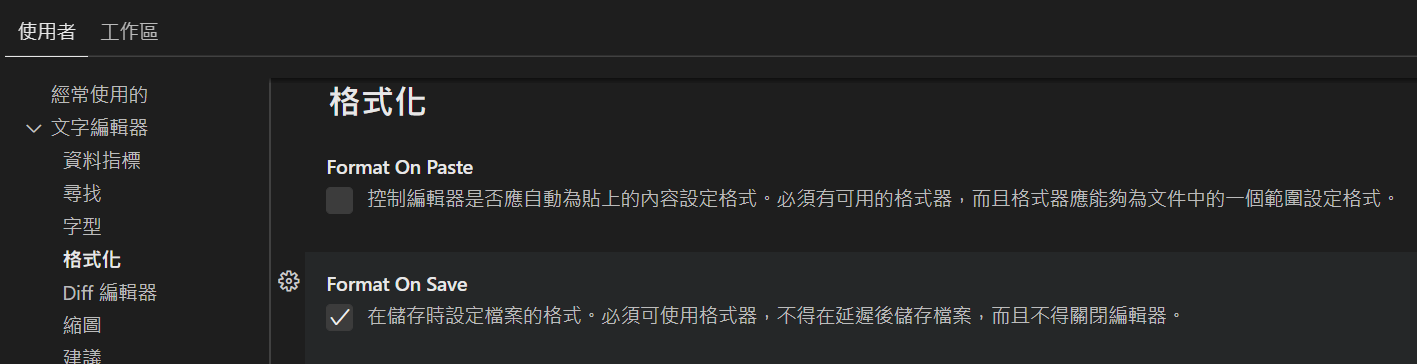 使用者 工作區
經常使用的
文字編輯器
資料指標
尋找
字型
格式化
Diff 編輯器
縮圖
建議
格式化
Format On Paste
控制編輯器是否應自動為貼上的內容設定格式。必須有可用的格式器，而且格式器應能夠為文件中的一個範圍設定格式。
Format On Save
在儲存時設定檔案的格式。必須可使用格式器，不得在延遲後儲存檔案，而且不得關閉編輯器。